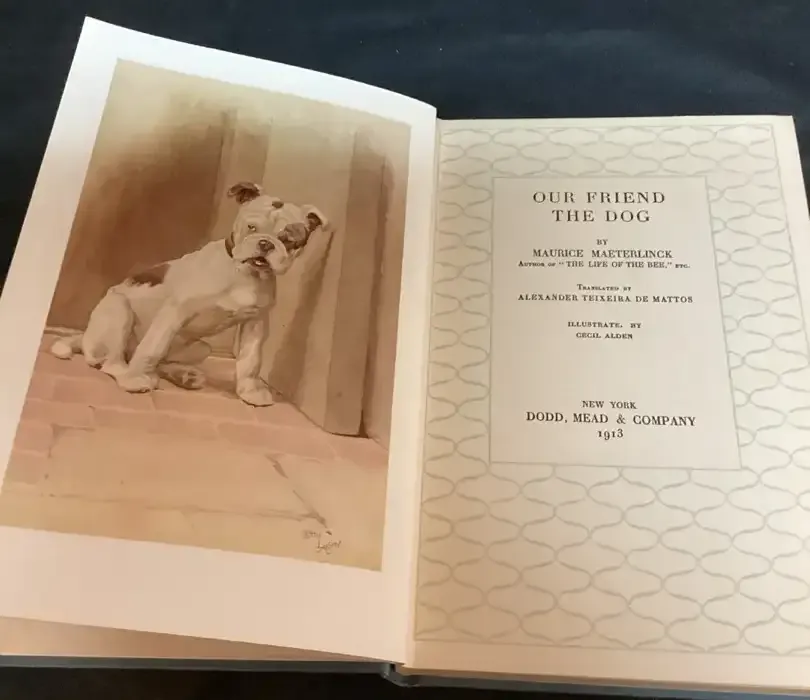 OUR FRIEND
THE DOG
BY
MAURICE MAETERLINCK
AUTHOR OF "THE LIFE OF THE BEE," ETC.
TRANSLATED BY
ALEXANDER TEIXEIRA DE MATTOS
ILLUSTRATE. BY
CECIL ALDEN
NEW YORK
DODD, MEAD & COMPANY
1913